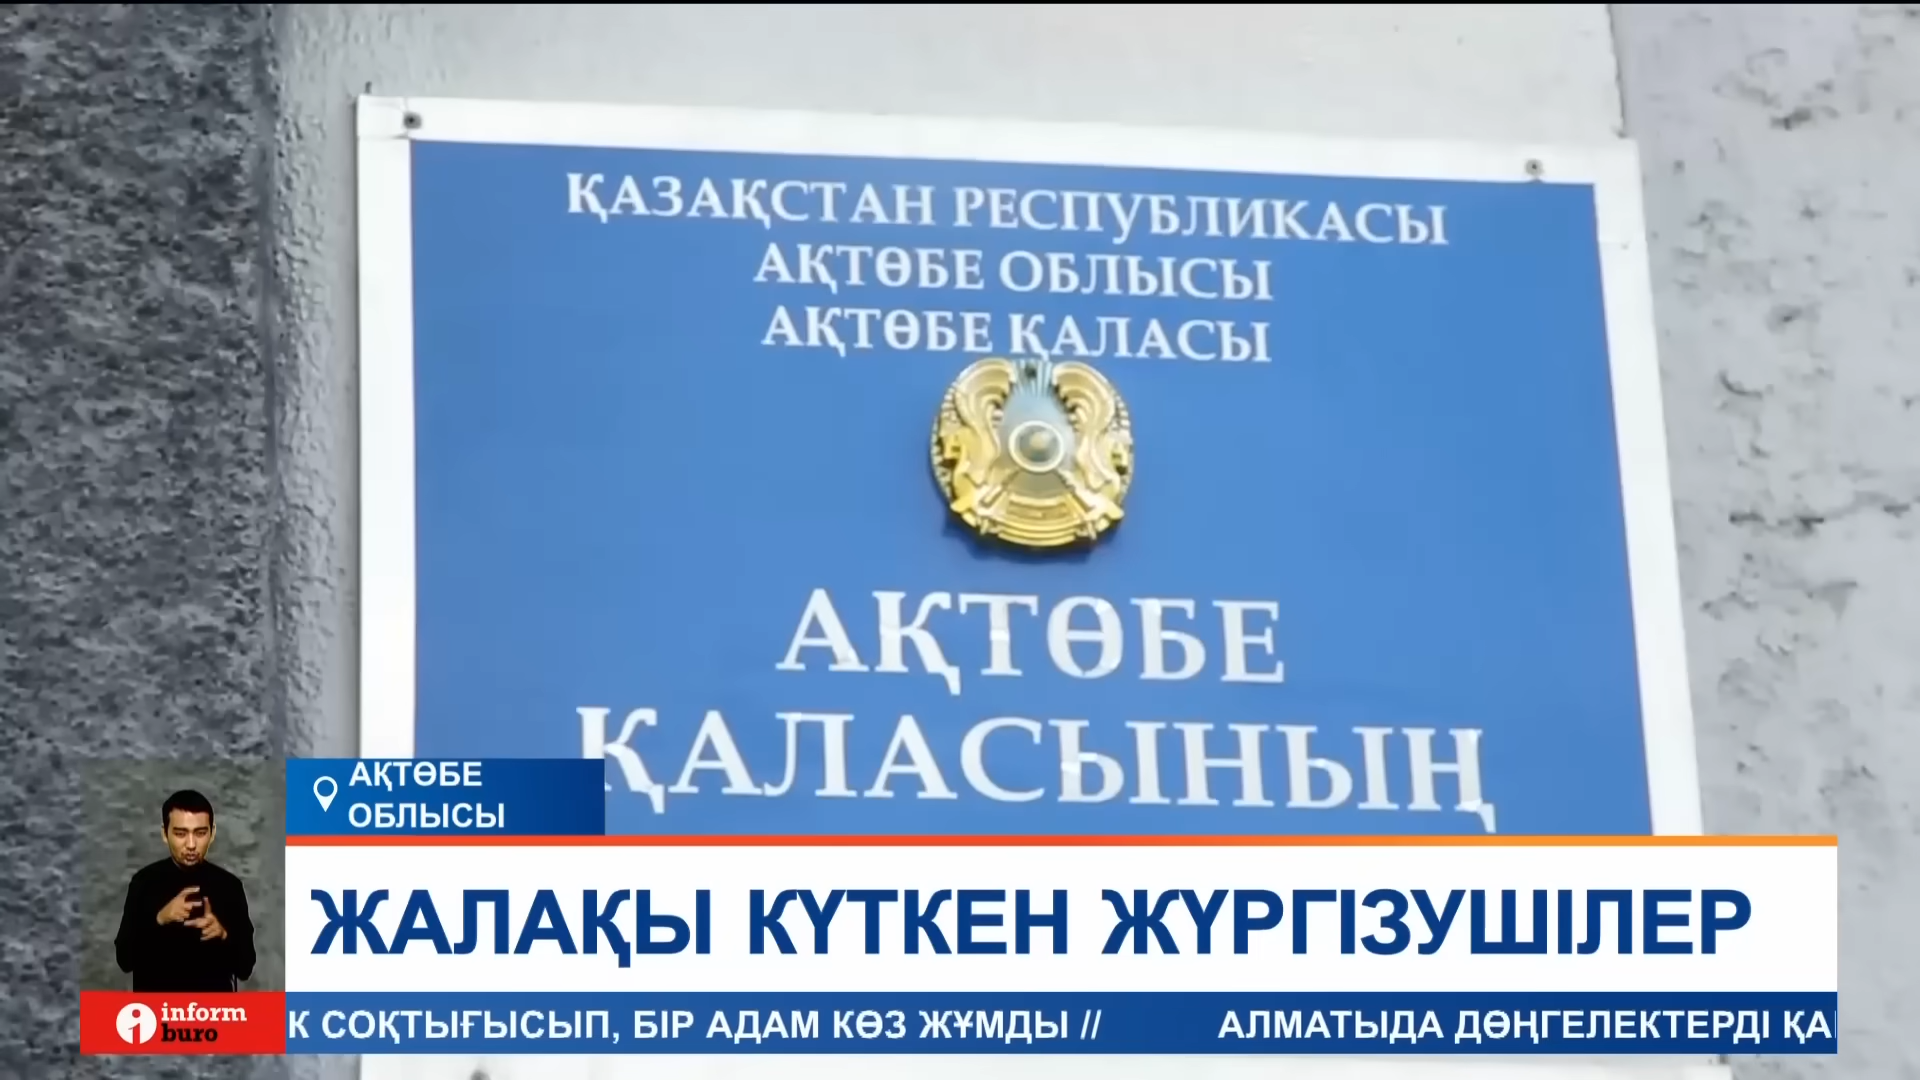 ҚАЗАҚСТАН РЕСПУБЛИКАСЫ
АҚТӨБЕ ОБЛЫСЫ
АҚТӨБЕ ҚАЛАСЫ
АҚТӨБЕ
ҚАЛАСЫНЫҢ
АҚТӨБЕ
ОБЛЫСЫ
ЖАЛАҚЫ КҮТКЕН ЖҮРГІЗУШІЛЕР
inform
buro
К СОҚТЫҒЫСЫП, БІР АДАМ КӨЗ ЖҰМДЫ // АЛМАТЫДА ДӨҢГЕЛЕКТЕРДІ ҚА